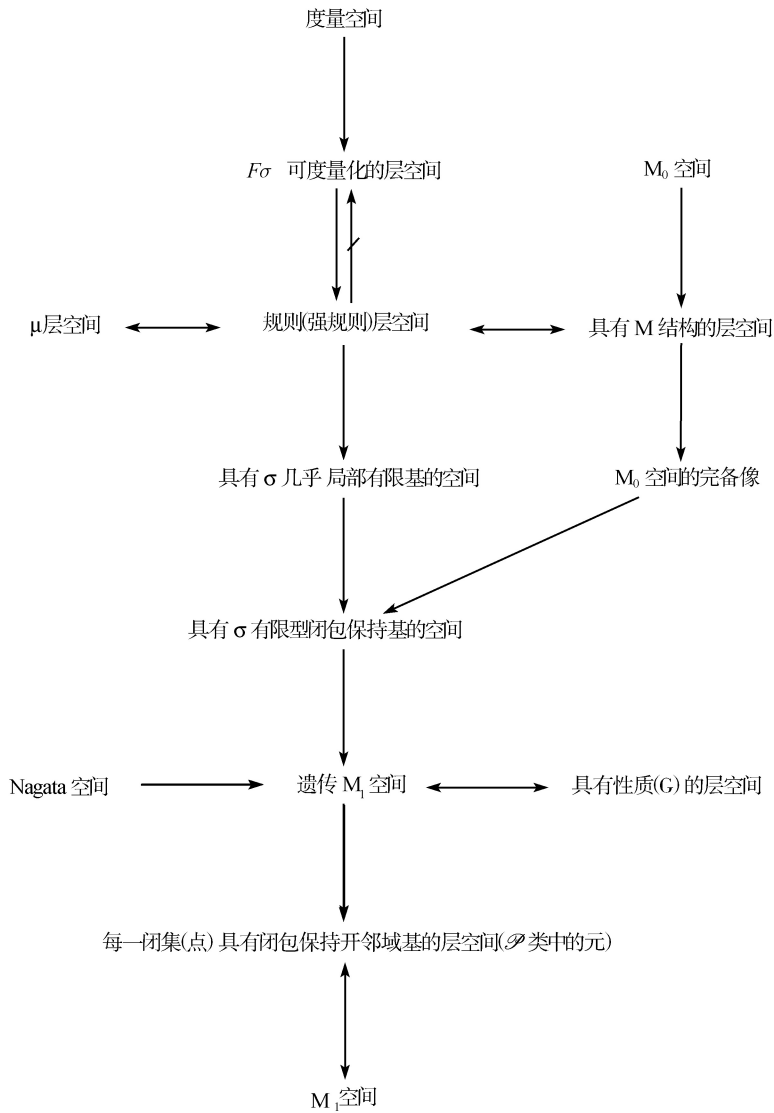 度量空间
Fσ 可度量化的层空间
M₀ 空间
μ层空间
规则(强规则)层空间
具有 M 结构的层空间
具有 σ 几乎 局部有限基的空间
M₀ 空间的完备像
具有 σ 有限型闭包保持基的空间
Nagata 空间
遗传 M₁ 空间
具有性质(G) 的层空间
每一闭集(点) 具有闭包保持开邻域基的层空间(𝒫 类中的元)
M ₁空间